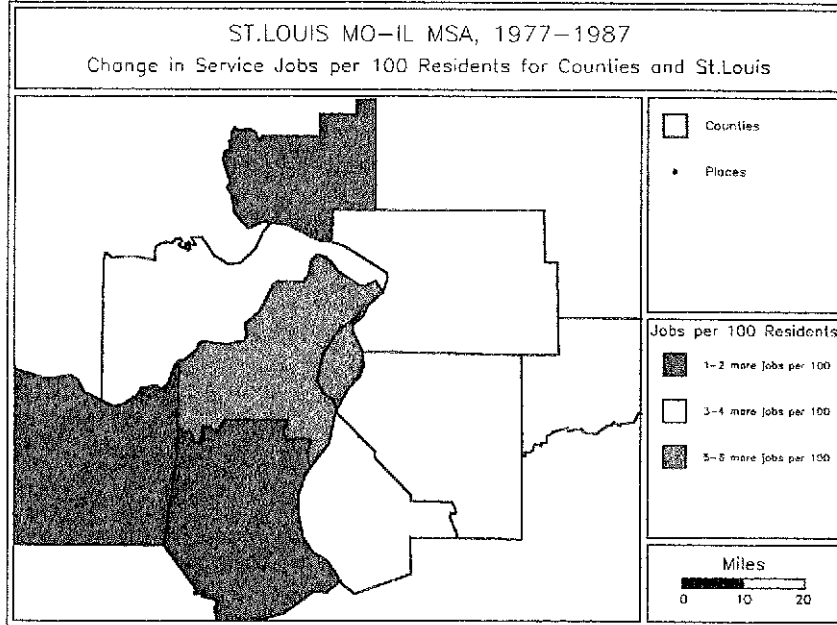 ST.LOUIS MO-IL MSA, 1977-1987
Change in Service Jobs per 100 Residents for Counties and St.Louis
Counties
Places
Jobs per 100 Residents
1-2 more jobs per 100
3-4 more jobs per 100
5-8 more jobs per 100
Miles
0 10 20